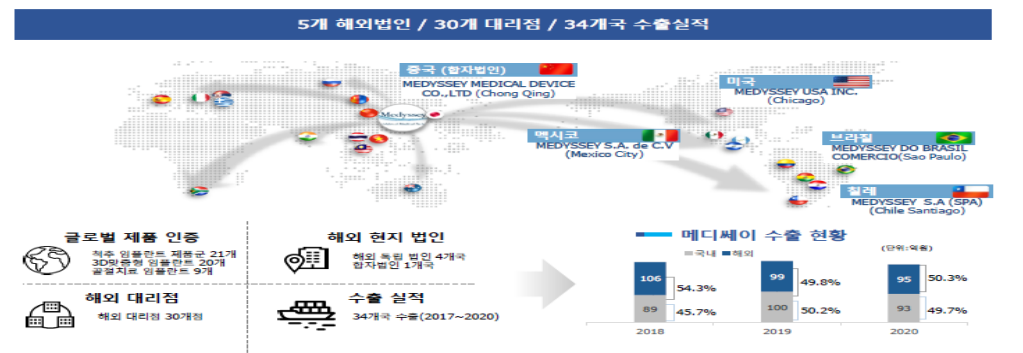 5개 해외법인 / 30개 대리점 / 34개국 수출실적
중국 (합자법인)
MEDYSSEY MEDICAL DEVICE
CO.,LTD (Chong Qing)
Medyssey
미국
MEDYSSEY USA INC.
(Chicago)
멕시코
MEDYSSEY S.A. de C.V
(Mexico City)
브라질
MEDYSSEY DO BRASIL
COMERCIO(Sao Paulo)
칠레
MEDYSSEY S.A (SPA)
(Chile Santiago)
글로벌 제품 인증
척추 임플란트 제품군 21개
3D맞춤형 임플란트 20개
골절치료 임플란트 9개
해외 현지 법인
해외 독립 법인 4개국
합자법인 1개국
해외 대리점
해외 대리점 30개점
수출 실적
34개국 수출(2017~2020)
메디쎄이 수출 현황
(단위:억원)
국내 해외
106 54.3%
89 45.7%
2018
99 49.8%
100 50.2%
2019
95 50.3%
93 49.7%
2020